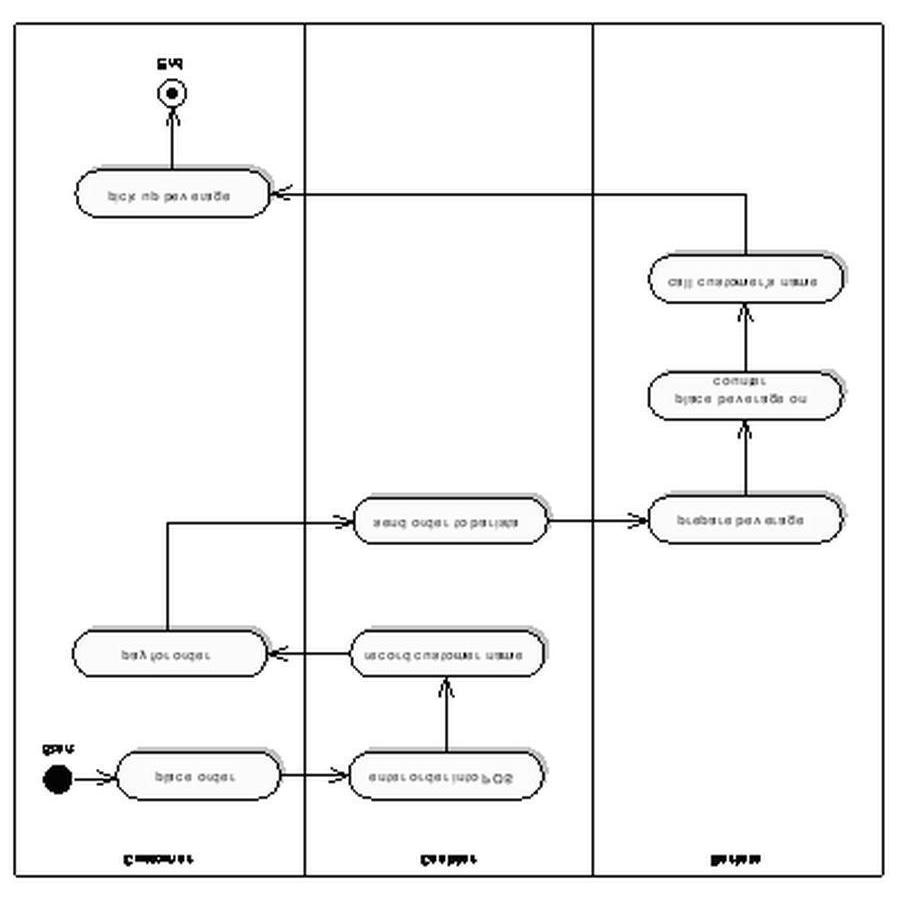 Customer
Cashier
Barista
Start
place order
enter order into POS
record customer name
pay for order
send order to barista
prepare beverage
place beverage on
counter
call customer's name
pick up beverage
End